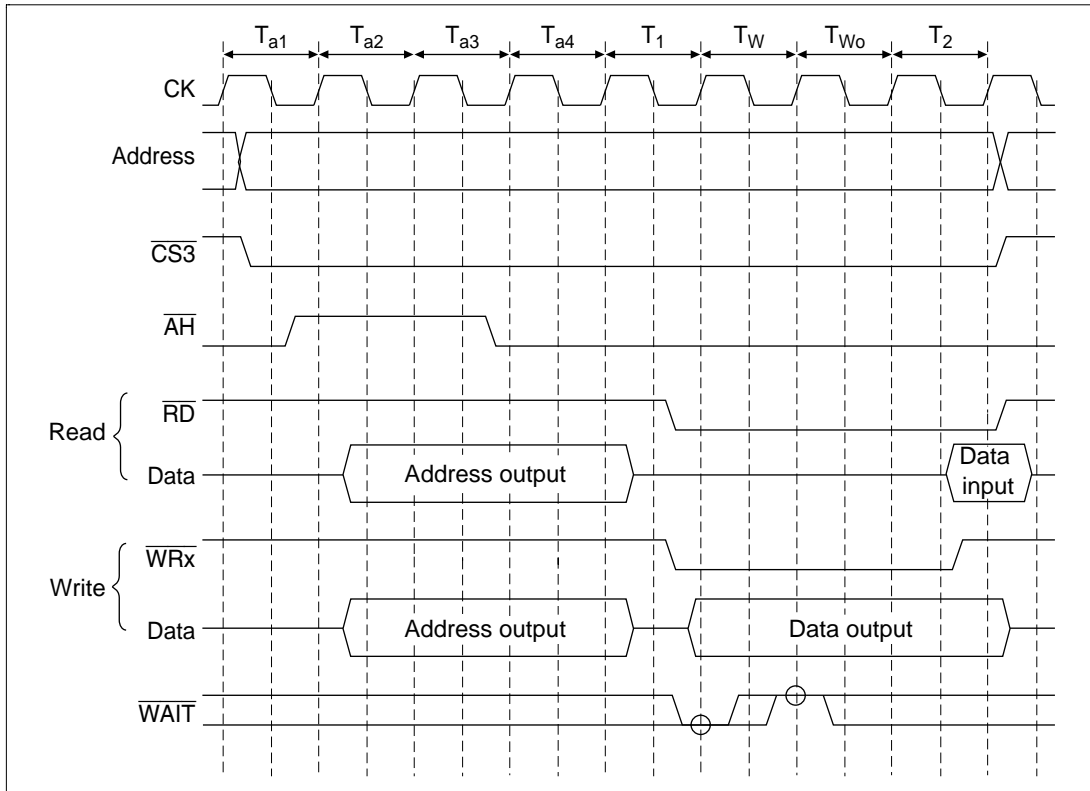 Ta1 Ta2 Ta3 Ta4 T1 TW TWo T2
CK
Address
CS3
AH
RD
Read
Data
Address output
Data
input
WRx
Write
Data
Address output
Data output
WAIT